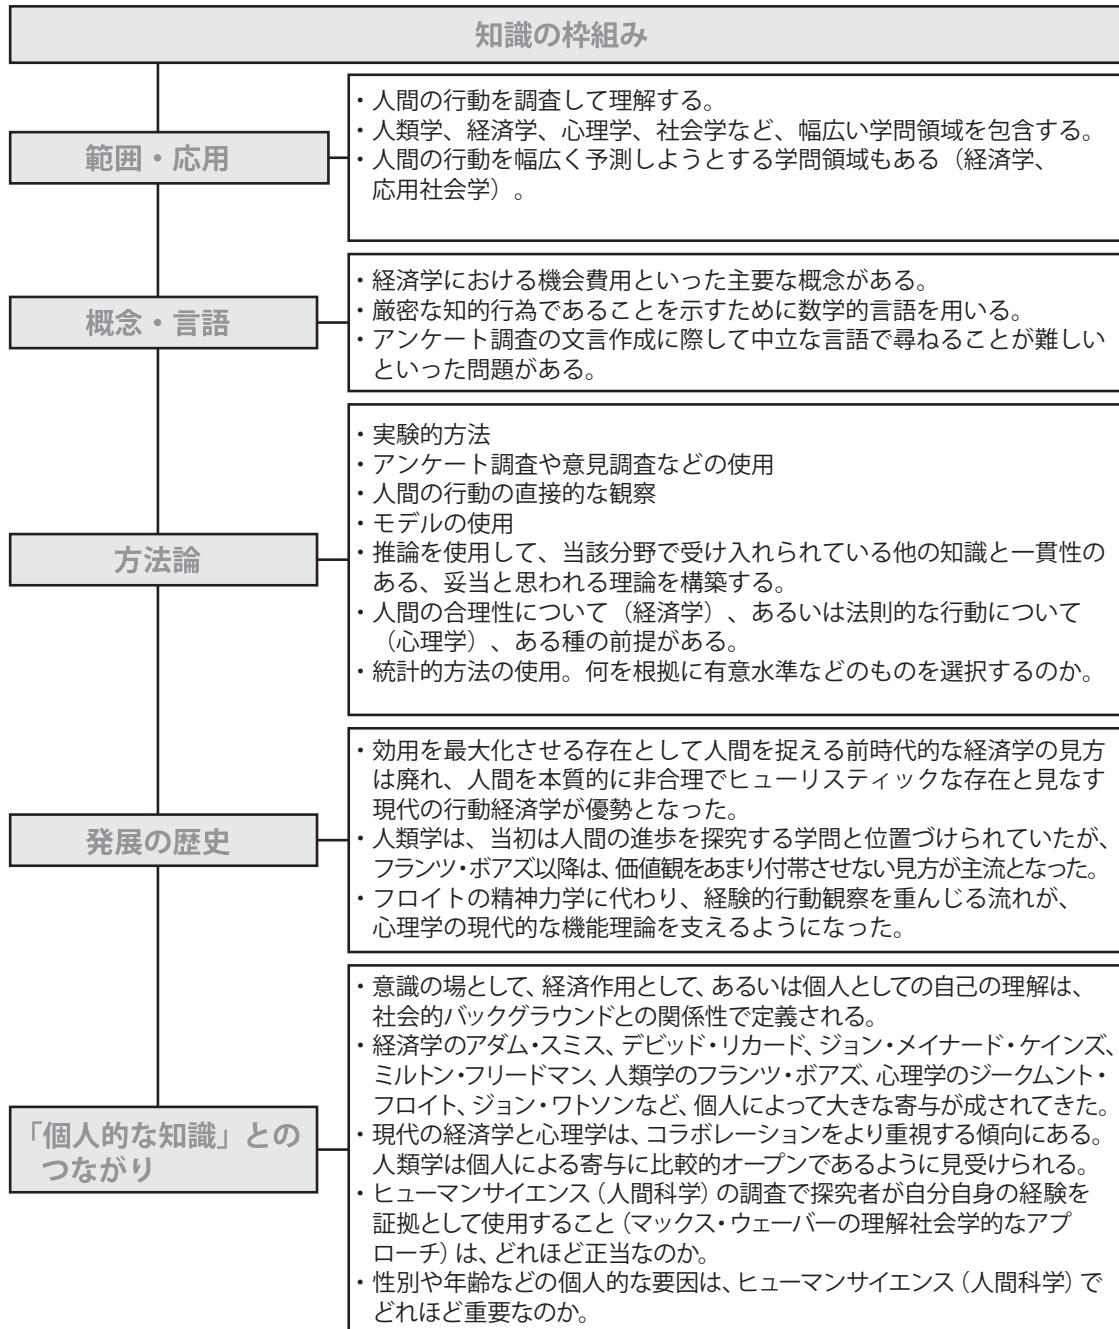 知識の枠組み
範囲・応用
・人間の行動を調査して理解する。
・人類学、経済学、心理学、社会学など、幅広い学問領域を包含する。
・人間の行動を幅広く予測しようとする学問領域もある（経済学、
応用社会学）。
概念・言語
・経済学における機会費用といった主要な概念がある。
・厳密な知的行為であることを示すために数学的言語を用いる。
・アンケート調査の文言作成に際して中立な言語で尋ねることが難しい
といった問題がある。
方法論
・実験的方法
・アンケート調査や意見調査などの使用
・人間の行動の直接的な観察
・モデルの使用
・推論を使用して、当該分野で受け入れられている他の知識と一貫性の
ある、妥当と思われる理論を構築する。
・人間の合理性について（経済学）、あるいは法則的な行動について
（心理学）、ある種の前提がある。
・統計的方法の使用。何を根拠に有意水準などのものを選択するのか。
発展の歴史
・効用を最大化させる存在として人間を捉える前時代的な経済学の見方
は廃れ、人間を本質的に非合理でヒューリスティックな存在と見なす
現代の行動経済学が優勢となった。
・人類学は、当初は人間の進歩を探究する学問と位置づけられていたが、
フランツ・ボアズ以降は、価値観をあまり付帯させない見方が主流となった。
・フロイトの精神力学に代わり、経験的行動観察を重んじる流れが、
心理学の現代的な機能理論を支えるようになった。
「個人的な知識」との
つながり
・意識の場として、経済作用として、あるいは個人としての自己の理解は、
社会的バックグラウンドとの関係性で定義される。
・経済学のアダム・スミス、デビッド・リカード、ジョン・メイナード・ケインズ、
ミルトン・フリードマン、人類学のフランツ・ボアズ、心理学のジークムント・
フロイト、ジョン・ワトソンなど、個人によって大きな寄与が成されてきた。
・現代の経済学と心理学は、コラボレーションをより重視する傾向にある。
人類学は個人による寄与に比較的オープンであるように見受けられる。
・ヒューマンサイエンス（人間科学）の調査で探究者が自分自身の経験を
証拠として使用すること（マックス・ウェーバーの理解社会学的なアプ
ローチ）は、どれほど正当なのか。
・性別や年齢などの個人的な要因は、ヒューマンサイエンス（人間科学）で
どれほど重要なのか。